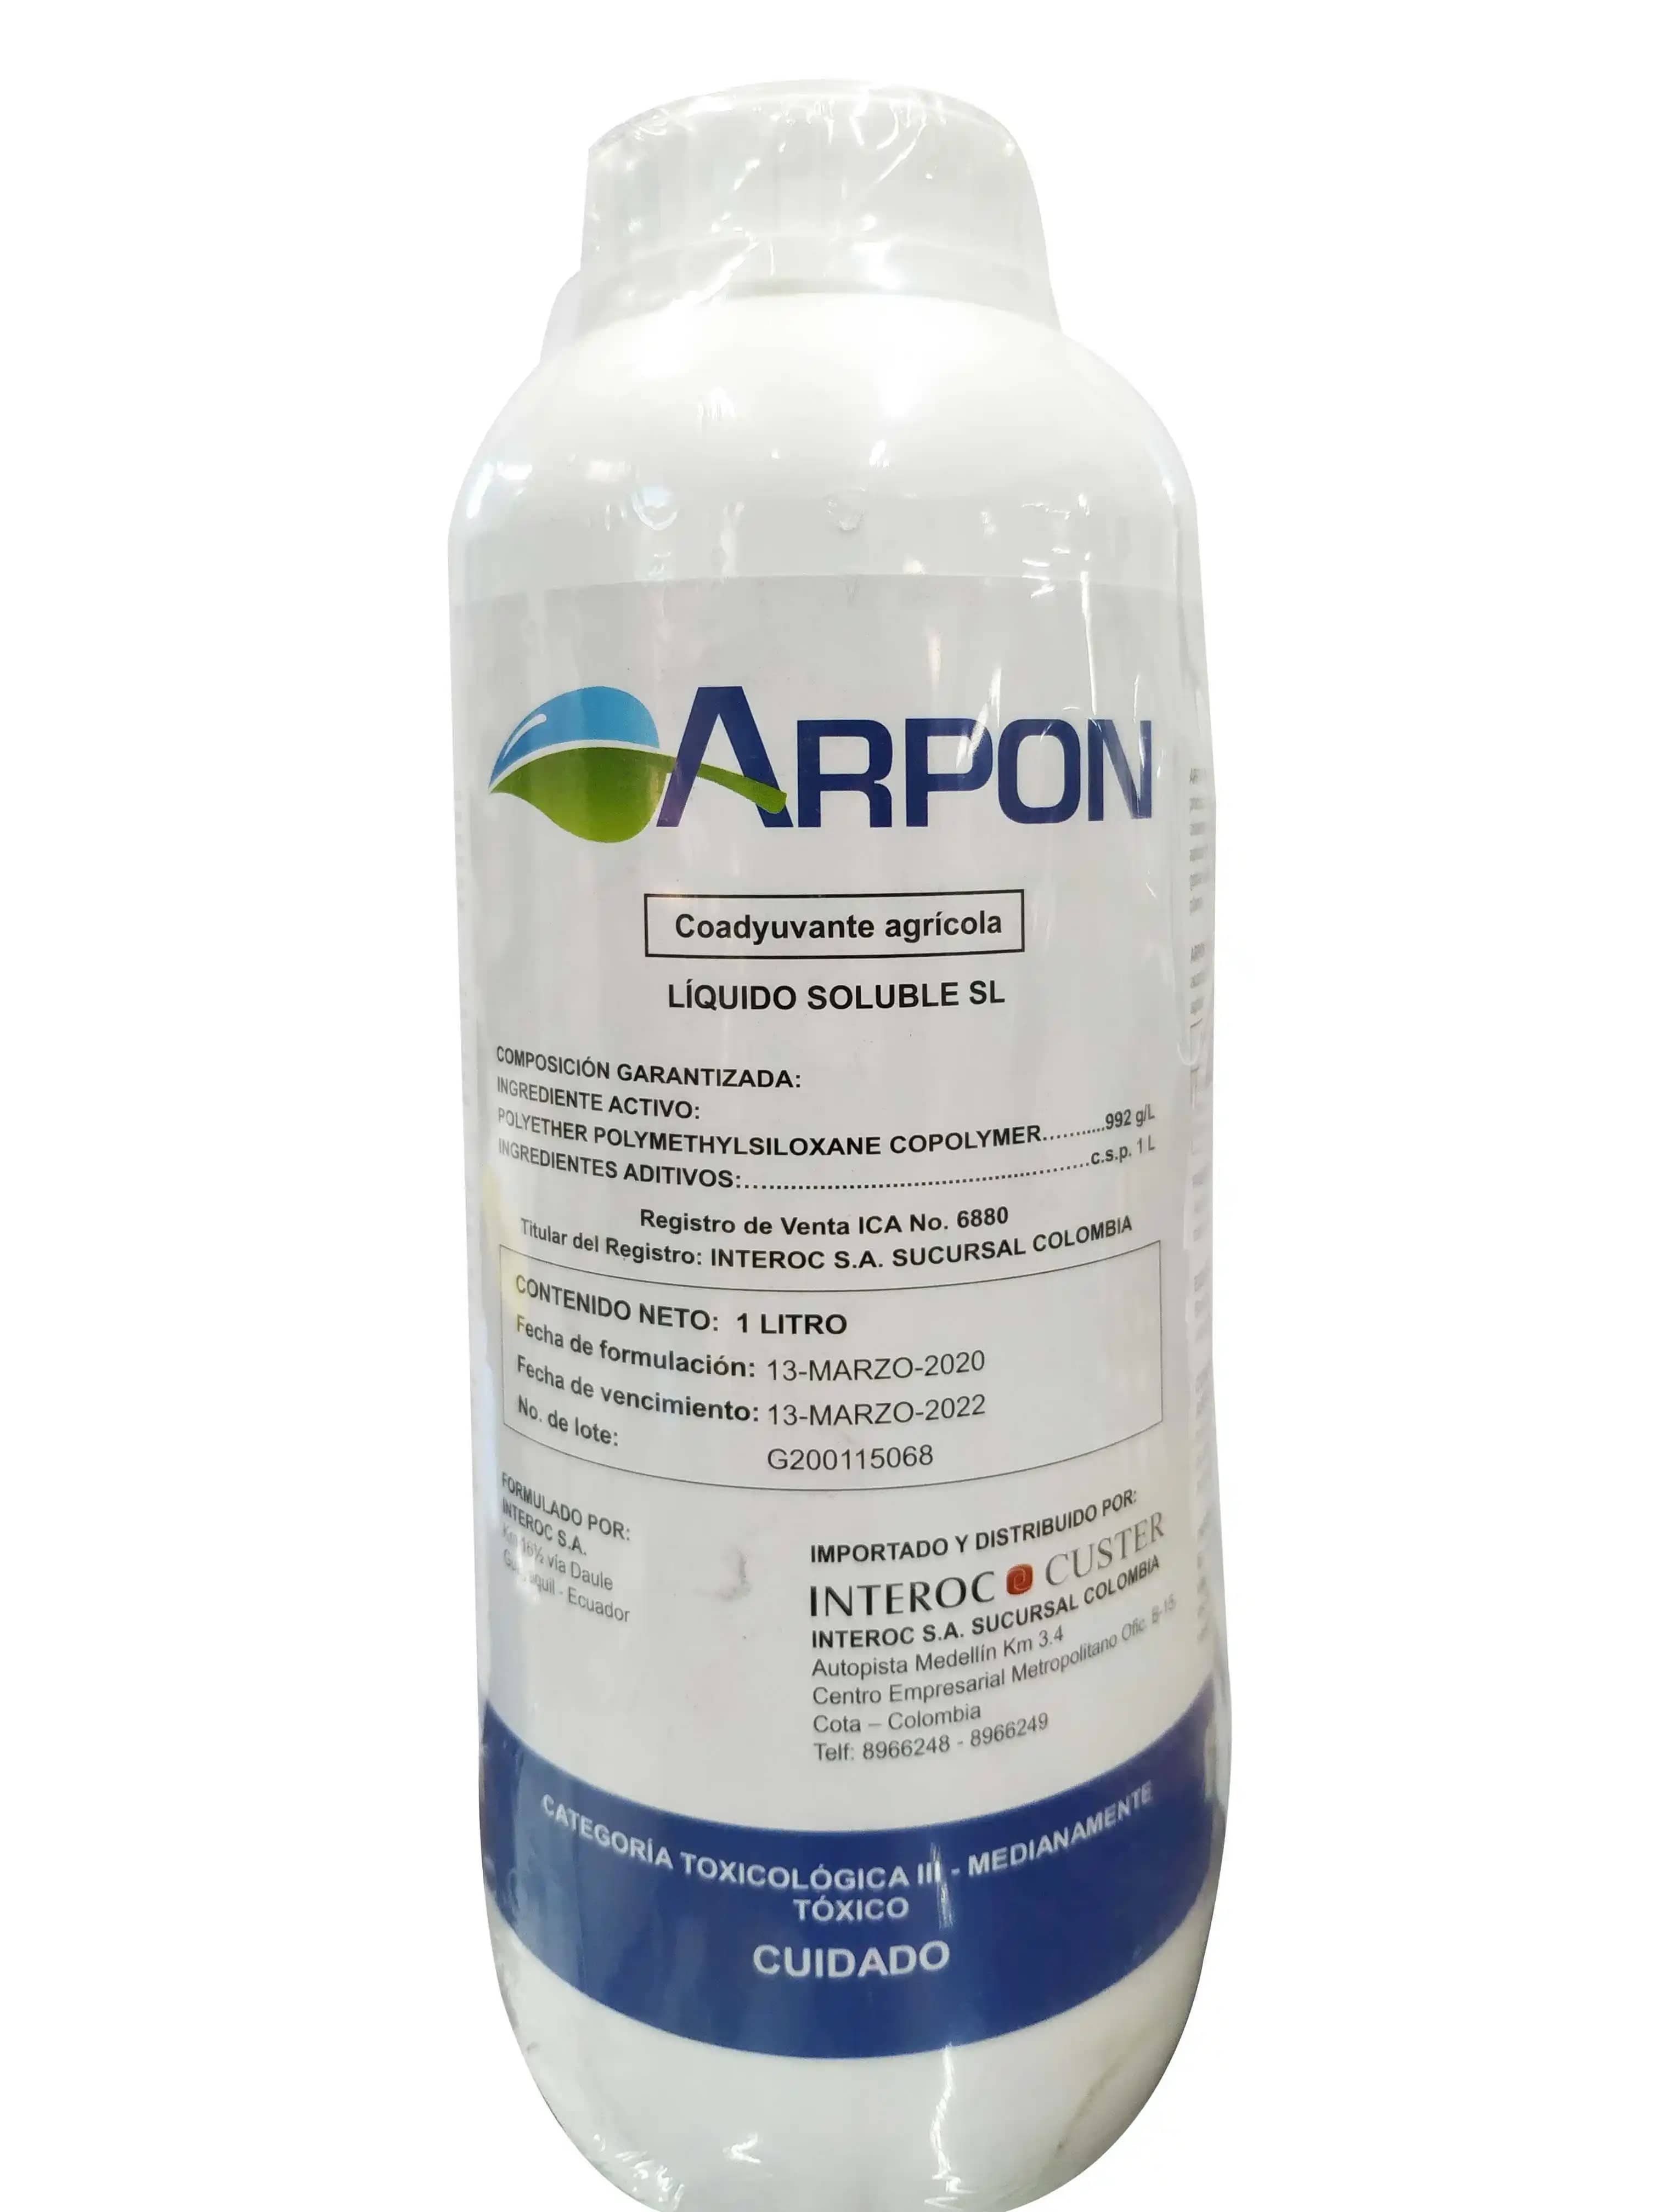 ARPON
Coadyuvante agrícola
LÍQUIDO SOLUBLE SL
COMPOSICIÓN GARANTIZADA:
INGREDIENTE ACTIVO:
POLYETHER POLYMETHYLSILOXANE COPOLYMER..........992 g/L
INGREDIENTES ADITIVOS:..........................................c.s.p. 1 L
Registro de Venta ICA No. 6880
Titular del Registro: INTEROC S.A. SUCURSAL COLOMBIA
CONTENIDO NETO: 1 LITRO
Fecha de formulación: 13-MARZO-2020
Fecha de vencimiento: 13-MARZO-2022
No. de lote: G200115068
FORMULADO POR:
INTEROC S.A.
16½ vía Daule
Ecuador
IMPORTADO Y DISTRIBUIDO POR:
INTEROC CUSTER
INTEROC S.A. SUCURSAL COLOMBIA
Autopista Medellín Km 3.4
Centro Empresarial Metropolitano Ofic. B-15
Cota – Colombia
Telf: 8966248 - 8966249
CATEGORÍA TOXICOLÓGICA III - MEDIANAMENTE
TÓXICO
CUIDADO